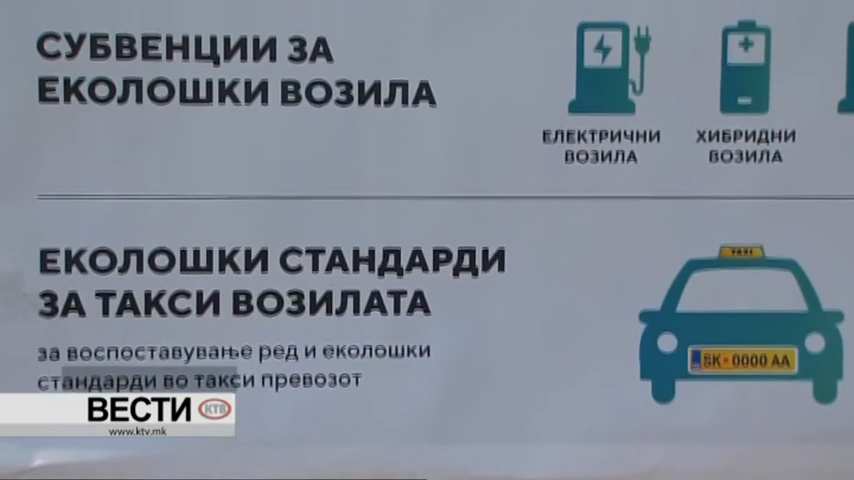 СУБВЕНЦИИ ЗА
ЕКОЛОШКИ ВОЗИЛА
ЕЛЕКТРИЧНИ
ВОЗИЛА
ХИБРИДНИ
ВОЗИЛА
ЕКОЛОШКИ СТАНДАРДИ
ЗА ТАКСИ ВОЗИЛАТА
за воспоставување ред и еколошки
стандарди во такси превозот
TAXI
SK 0000 AA
ВЕСТИ КТВ
www.ktv.mk